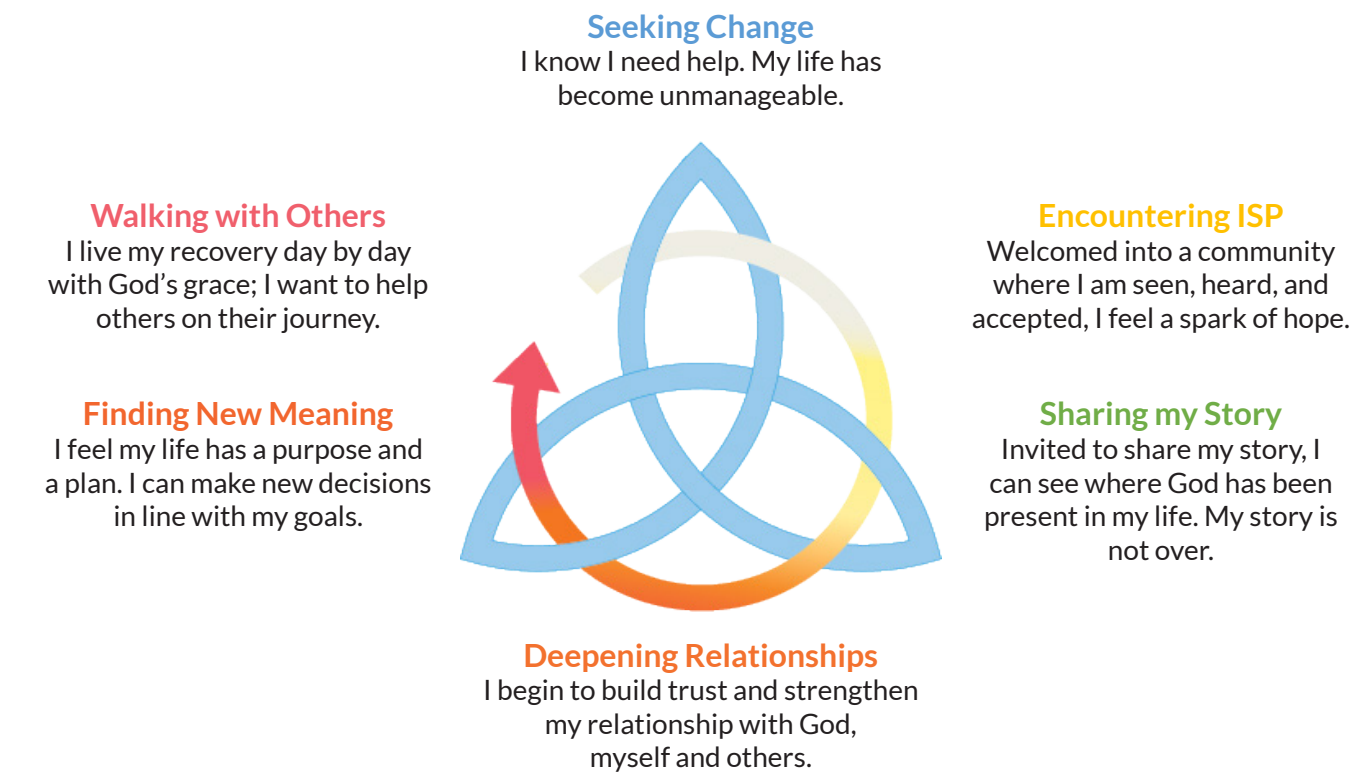 Seeking Change
I know I need help. My life has
become unmanageable.
Encountering ISP
Welcomed into a community
where I am seen, heard, and
accepted, I feel a spark of hope.
Sharing my Story
Invited to share my story, I
can see where God has been
present in my life. My story is
not over.
Deepening Relationships
I begin to build trust and strengthen
my relationship with God,
myself and others.
Finding New Meaning
I feel my life has a purpose and
a plan. I can make new decisions
in line with my goals.
Walking with Others
I live my recovery day by day
with God’s grace; I want to help
others on their journey.